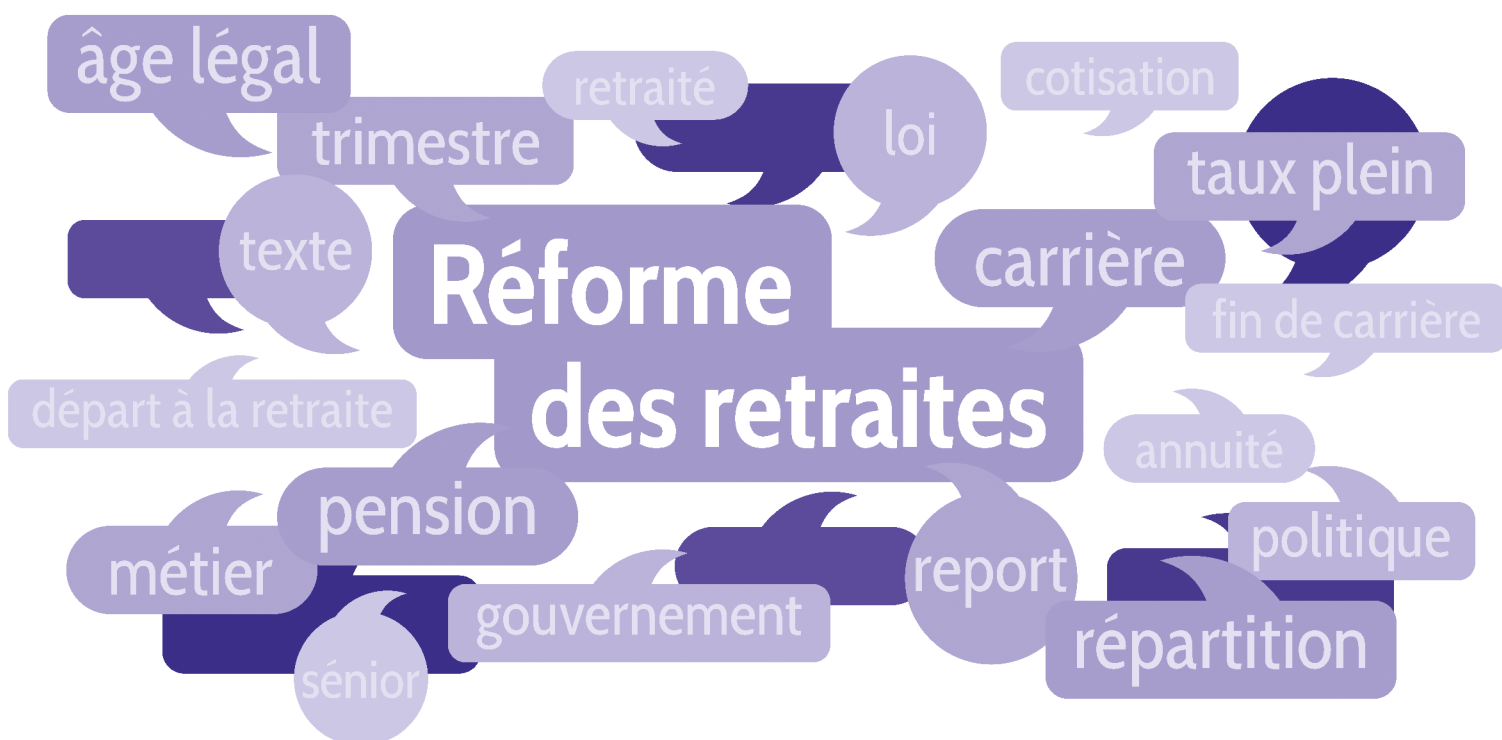 âge légal
retraité
cotisation
trimestre
loi
taux plein
texte
carrière
Réforme
fin de carrière
des retraites
départ à la retraite
annuité
pension
politique
métier
report
gouvernement
répartition
sénior